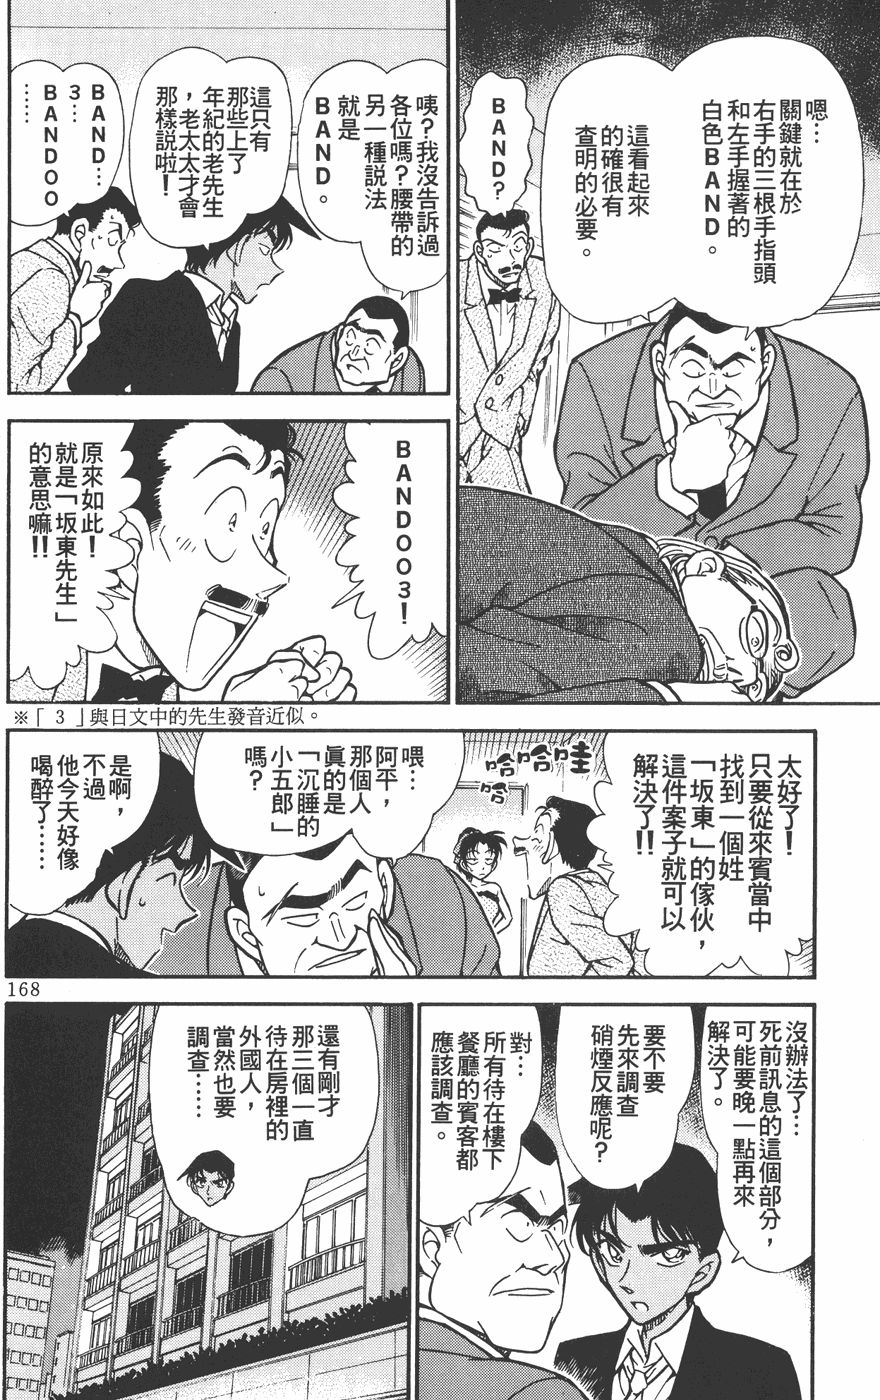 嗯…
關鍵就在於
右手的三根手指頭
和左手握著的
白色BAND。
這看起來
的確很有
查明的必要。
BAND?
咦?我沒告訴過
各位嗎?腰帶的
另一種説法
就是
BAND。
這只有
那些上了
年紀的老先生
，老太太才會
那樣説啦!
BAND…
3…
BANDOO
……
BANDOO3!
原來如此!
就是「坂東先生」
的意思嘛!!
※「3」與日文中的先生發音近似。
太好了!
只要從來賓當中
找到一個姓
「坂東」的傢伙，
這件案子就可以
解決了!!
哇哈哈哈
喂…
阿平，
那個人
眞的是
「沉睡的
小五郎」
嗎?
是啊，
不過
他今天好像
喝醉了……
168
沒辦法了…
死前訊息的這個部分，
可能要晚一點再來
解決了。
要不要
先來調查
硝煙反應呢?
對…
所有待在樓下
餐廳的賓客都
應該調查。
還有剛才
那三個一直
待在房裡的
外國人，
當然也要
調查……